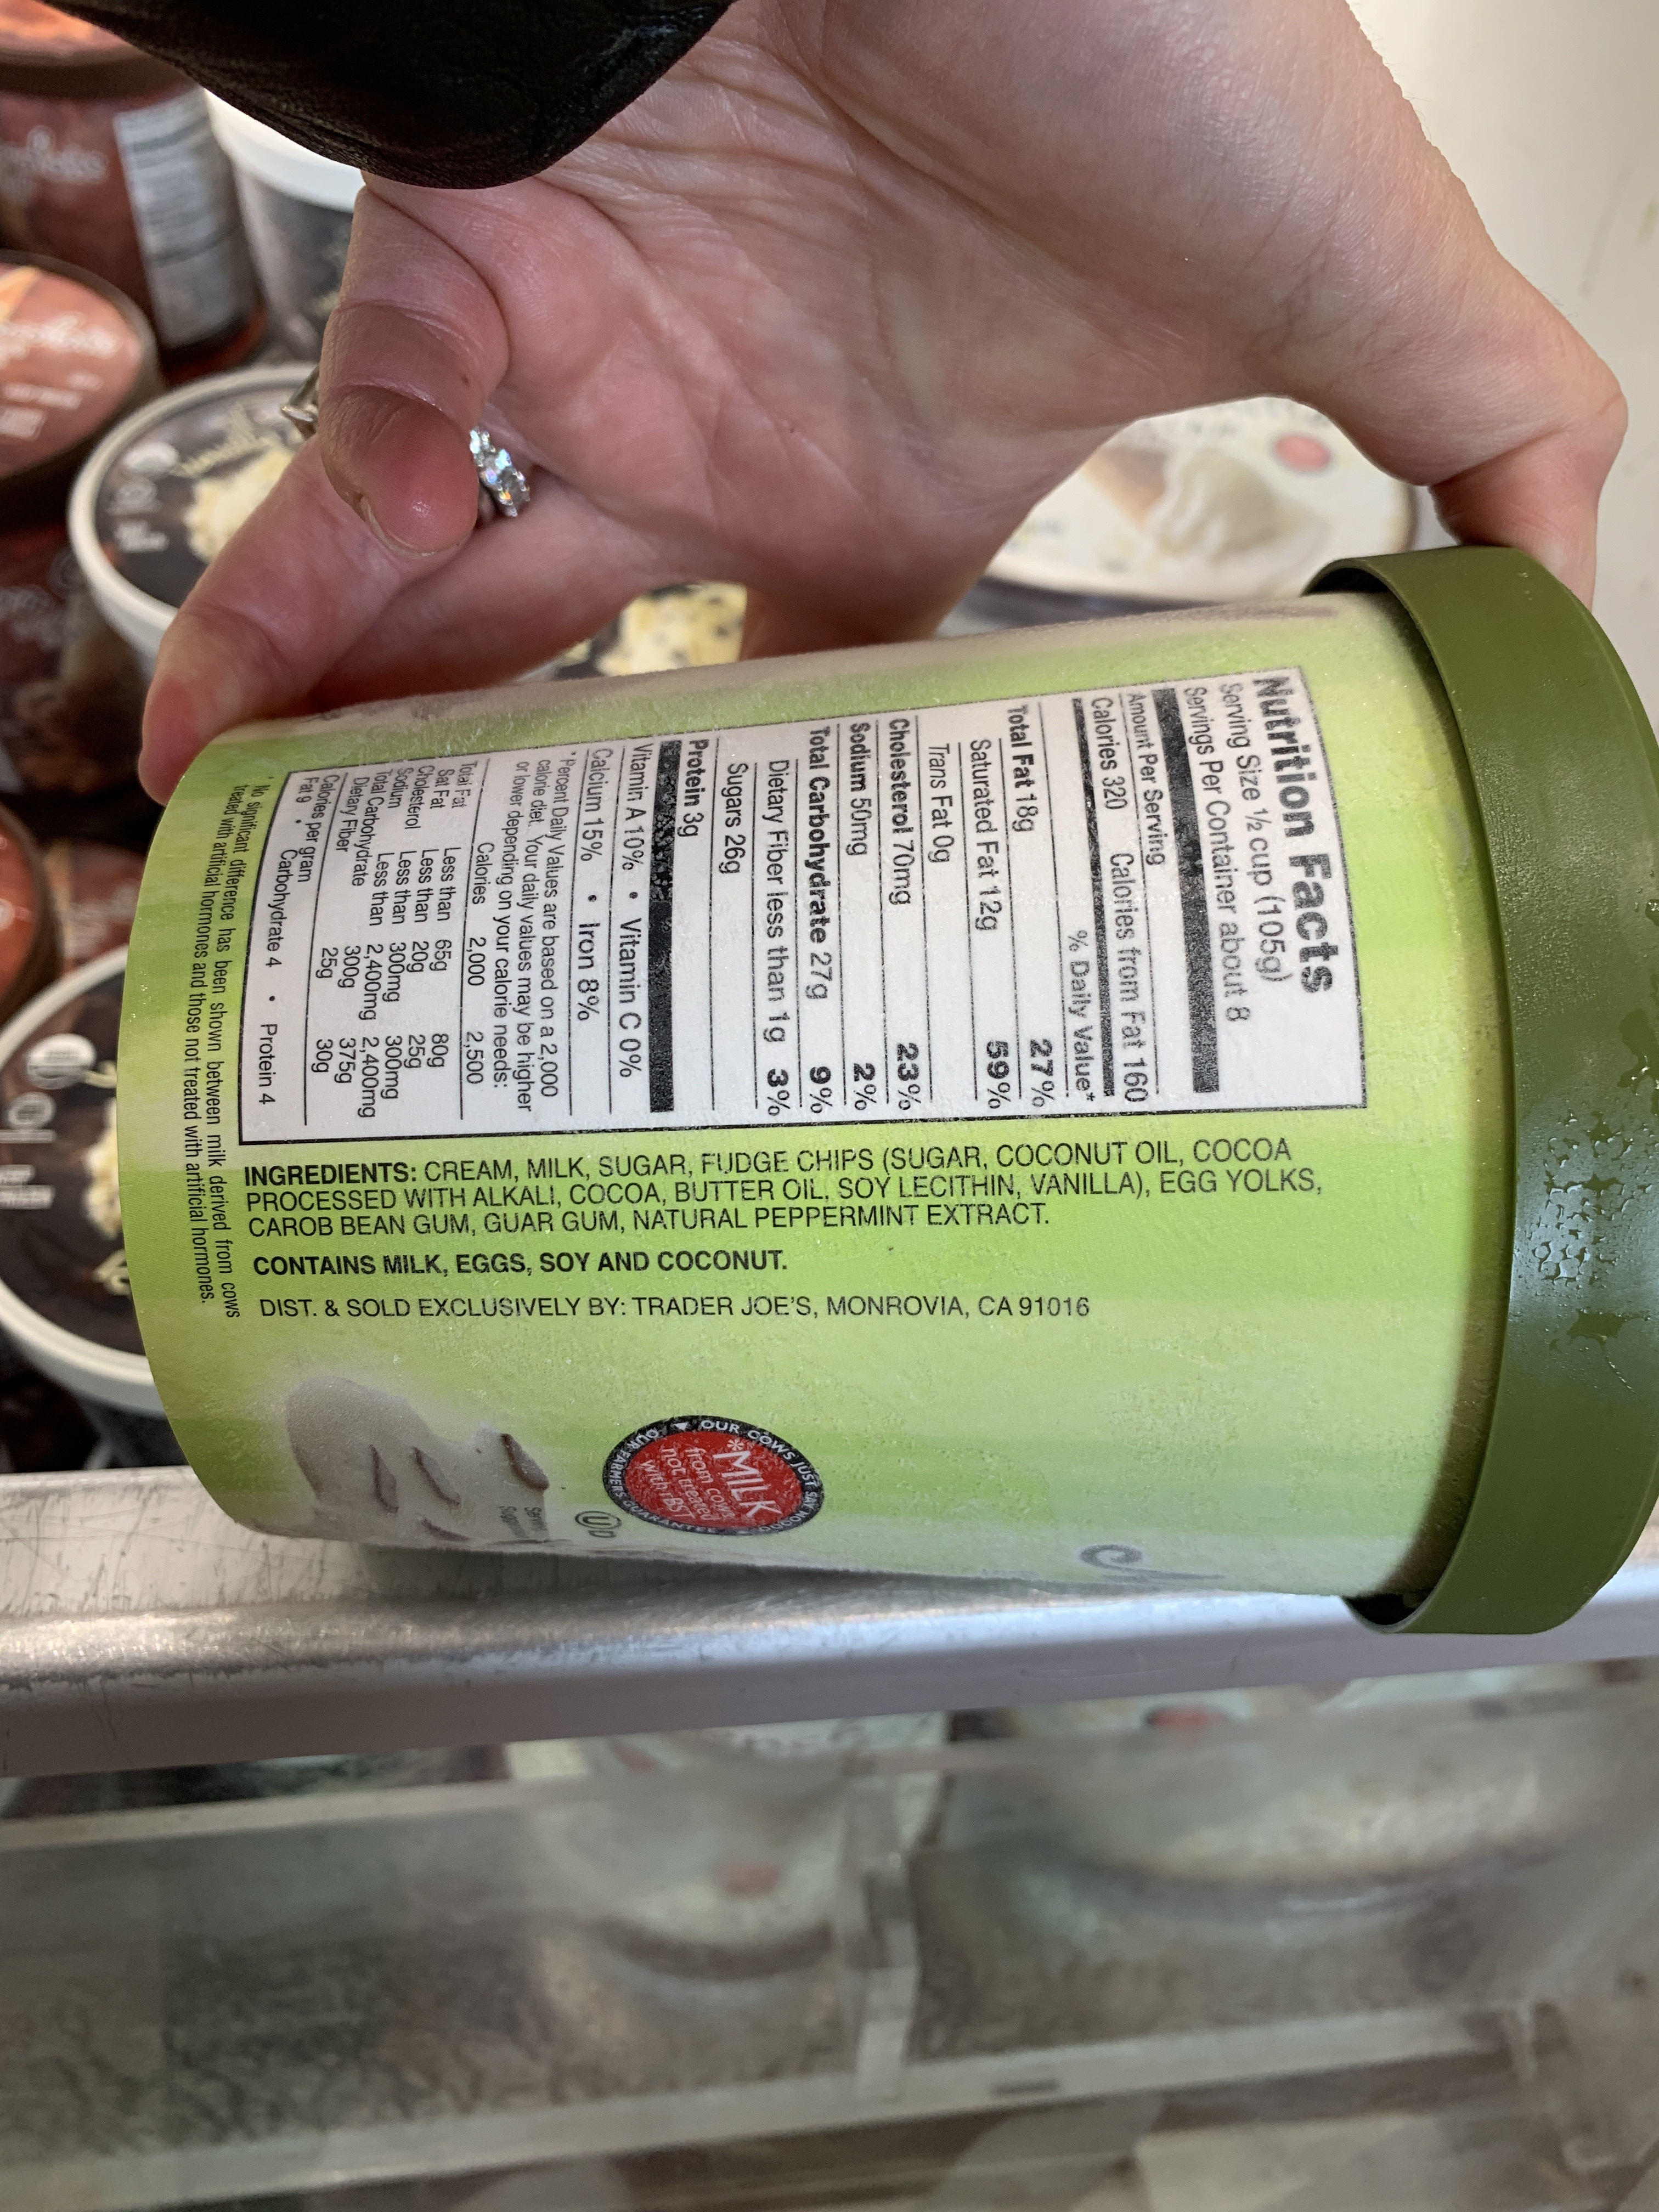 Nutrition Facts
Serving Size ½ cup (105g)
Servings Per Container about 8
Amount Per Serving
Calories 320 Calories from Fat 160
% Daily Value*
Total Fat 18g 27%
Saturated Fat 12g 59%
Trans Fat 0g
Cholesterol 70mg 23%
Sodium 50mg 2%
Total Carbohydrate 27g 9%
Dietary Fiber less than 1g 3%
Sugars 26g
Protein 3g
Vitamin A 10% • Vitamin C 0%
Calcium 15% • Iron 8%
*Percent Daily Values are based on a 2,000
calorie diet. Your daily values may be higher
or lower depending on your calorie needs:
Calories 2,000 2,500
Total Fat Less than 65g 80g
Sat Fat Less than 20g 25g
Cholesterol Less than 300mg 300mg
Sodium Less than 2,400mg 2,400mg
Total Carbohydrate 300g 375g
Dietary Fiber 25g 30g
Calories per gram
Fat 9 • Carbohydrate 4 • Protein 4
*No significant difference has been shown between milk derived from cows
treated with artificial hormones and those not treated with artificial hormones.
INGREDIENTS: CREAM, MILK, SUGAR, FUDGE CHIPS (SUGAR, COCONUT OIL, COCOA
PROCESSED WITH ALKALI, COCOA, BUTTER OIL, SOY LECITHIN, VANILLA), EGG YOLKS,
CAROB BEAN GUM, GUAR GUM, NATURAL PEPPERMINT EXTRACT.
CONTAINS MILK, EGGS, SOY AND COCONUT.
DIST. & SOLD EXCLUSIVELY BY: TRADER JOE'S, MONROVIA, CA 91016
OUR COWS JUST SAY NOOOO
*MILK
from cows
not treated
with rBST
OUR FARMERS GUARANTEE
UD